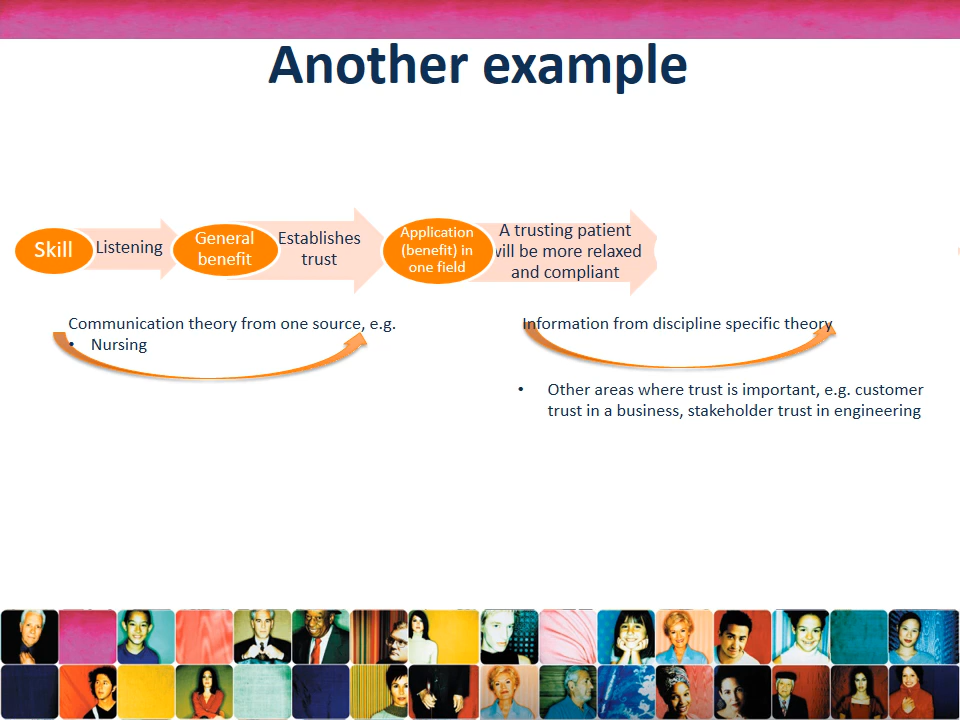 Another example
Skill
Listening
General
benefit
Establishes
trust
Application
(benefit) in
one field
A trusting patient
will be more relaxed
and compliant
Communication theory from one source, e.g.
• Nursing
Information from discipline specific theory
• Other areas where trust is important, e.g. customer
trust in a business, stakeholder trust in engineering